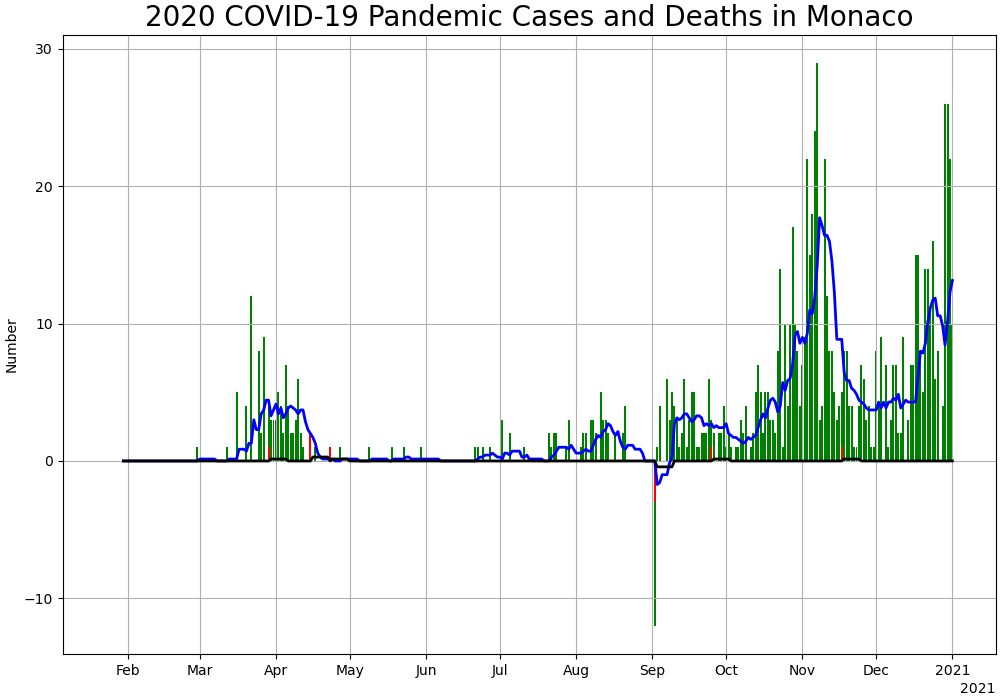 2020 COVID-19 Pandemic Cases and Deaths in Monaco
30
20
10
0
−10
Number
Feb Mar Apr May Jun Jul Aug Sep Oct Nov Dec 2021
2021